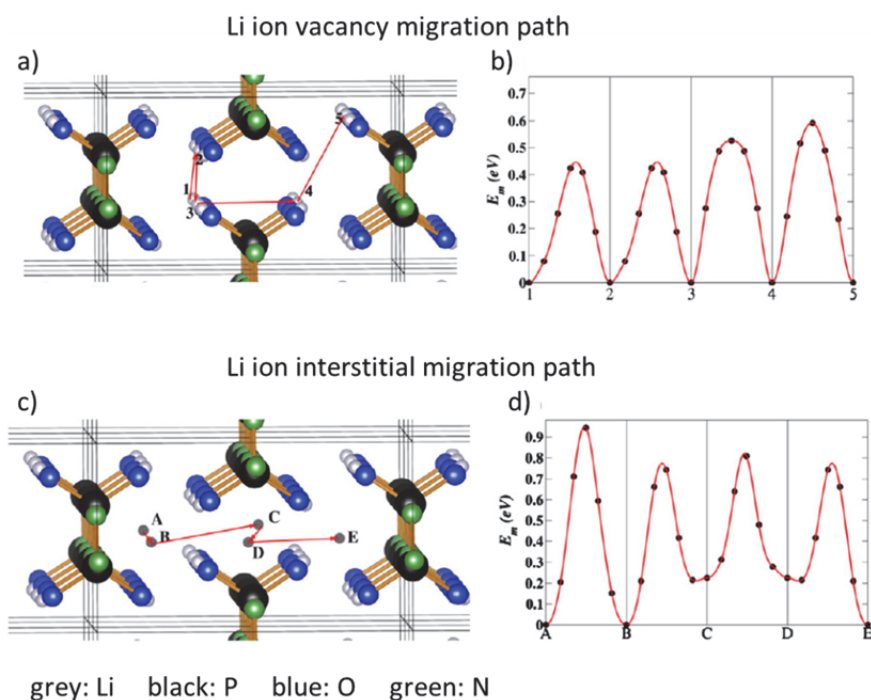 Li ion vacancy migration path
a)
b)
1
2
3
4
5
E_m (eV)
0.7
0.6
0.5
0.4
0.3
0.2
0.1
0
1 2 3 4 5
Li ion interstitial migration path
c)
d)
A
B
C
D
E
E_m (eV)
0.9
0.8
0.7
0.6
0.5
0.4
0.3
0.2
0.1
0
A B C D E
grey: Li black: P blue: O green: N